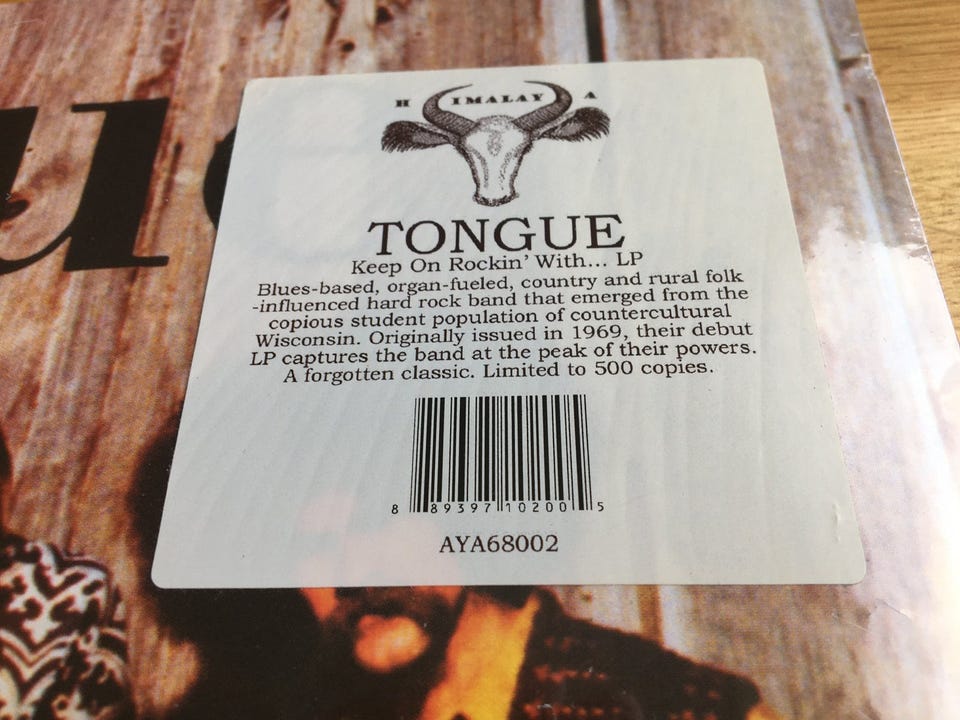 ue
HIMALAYA
TONGUE
Keep On Rockin' With... LP
Blues-based, organ-fueled, country and rural folk
-influenced hard rock band that emerged from the
copious student population of countercultural
Wisconsin. Originally issued in 1969, their debut
LP captures the band at the peak of their powers.
A forgotten classic. Limited to 500 copies.
8 89397 10200 5
AYA68002